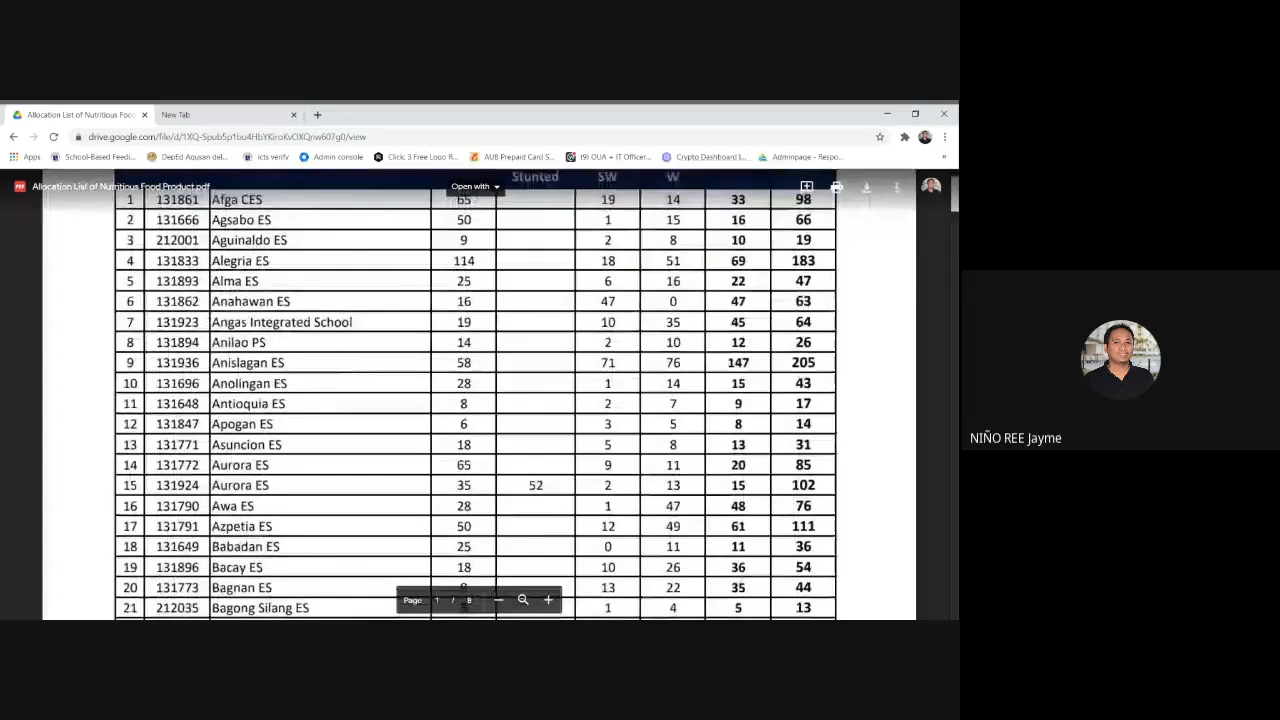 Allocation List of Nutritious Food
New Tab
drive.google.com/file/d/1XQ-Spub5p1bu4HbYKiroKvOXQnw607g0/view
Apps School-Based Feedi... DepEd Agusan del... icts verify Admin console Click: 3 Free Logo R... AUB Prepaid Card S... (9) OUA + IT Officer... Crypto Dashboard |... Adminpage - Respo... »
Stunted SW W
PDF Allocation List of Nutritious Food Product.pdf Open with
1 131861 Afga CES 65 19 14 33 98
2 131666 Agsabo ES 50 1 15 16 66
3 212001 Aguinaldo ES 9 2 8 10 19
4 131833 Alegria ES 114 18 51 69 183
5 131893 Alma ES 25 6 16 22 47
6 131862 Anahawan ES 16 47 0 47 63
7 131923 Angas Integrated School 19 10 35 45 64
8 131894 Anilao PS 14 2 10 12 26
9 131936 Anislagan ES 58 71 76 147 205
10 131696 Anolingan ES 28 1 14 15 43
11 131648 Antioquia ES 8 2 7 9 17
12 131847 Apogan ES 6 3 5 8 14
13 131771 Asuncion ES 18 5 8 13 31
14 131772 Aurora ES 65 9 11 20 85
15 131924 Aurora ES 35 52 2 13 15 102
16 131790 Awa ES 28 1 47 48 76
17 131791 Azpetia ES 50 12 49 61 111
18 131649 Babadan ES 25 0 11 11 36
19 131896 Bacay ES 18 10 26 36 54
20 131773 Bagnan ES 13 22 35 44
21 212035 Bagong Silang ES 1 4 5 13
Page 1 / 8
NIÑO REE Jayme